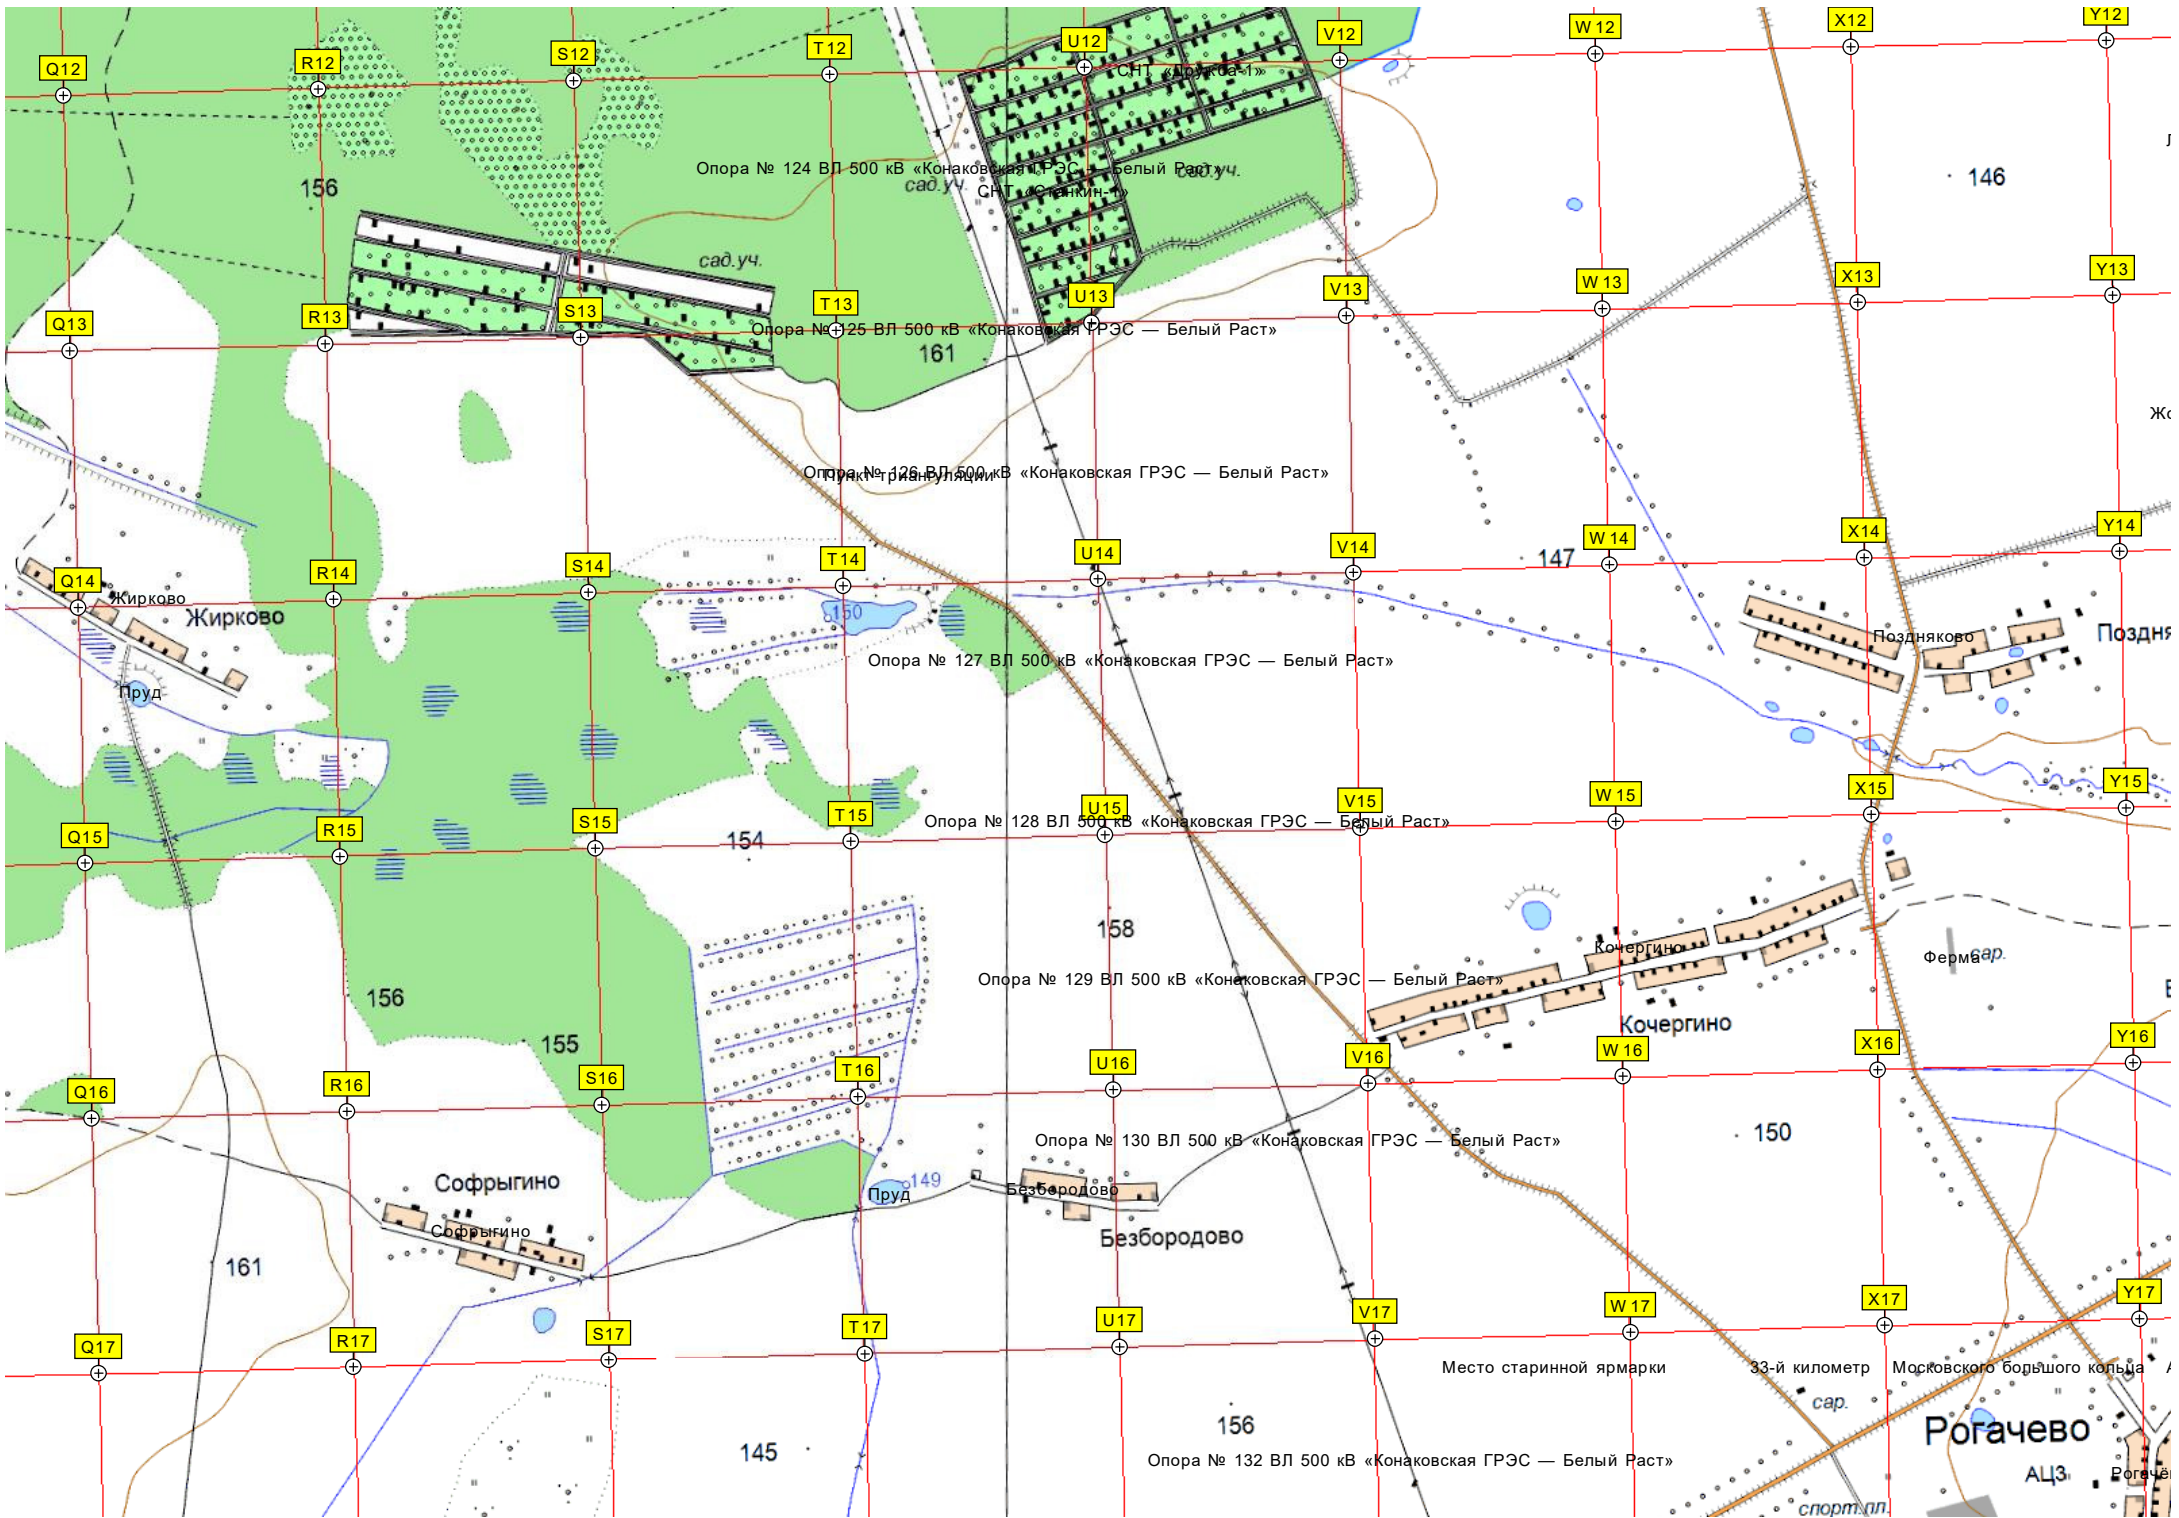 Q12
R12
S12
T12
U12
V12
W12
X12
Y12
СНТ «Дружба-1»
Опора № 124 ВЛ 500 кВ «Конаковская ГРЭС — Белый Раст»
156
сад.уч.
сад.уч.
СНТ «Станкин-1»
146
сад.уч.
Q13
R13
S13
T13
U13
V13
W13
X13
Y13
Опора № 125 ВЛ 500 кВ «Конаковская ГРЭС — Белый Раст»
161
Опора № 126 ВЛ 500 кВ «Конаковская ГРЭС — Белый Раст»
Пункт триангуляции
Q14
R14
S14
T14
U14
V14
W14
X14
Y14
147
Жирково
Жирково
150
Поздняково
Опора № 127 ВЛ 500 кВ «Конаковская ГРЭС — Белый Раст»
Пруд
Q15
R15
S15
T15
U15
V15
W15
X15
Y15
Опора № 128 ВЛ 500 кВ «Конаковская ГРЭС — Белый Раст»
154
158
Кочергино
Ферма
сар.
Опора № 129 ВЛ 500 кВ «Конаковская ГРЭС — Белый Раст»
156
Кочергино
155
Q16
R16
S16
T16
U16
V16
W16
X16
Y16
150
Опора № 130 ВЛ 500 кВ «Конаковская ГРЭС — Белый Раст»
Софрыгино
149
Пруд
Безбородово
Софрыгино
Безбородово
161
Q17
R17
S17
T17
U17
V17
W17
X17
Y17
Место старинной ярмарки
33-й километр Московского большого кольца
сар.
156
Рогачево
145
Опора № 132 ВЛ 500 кВ «Конаковская ГРЭС — Белый Раст»
АЦЗ
спорт.пл.